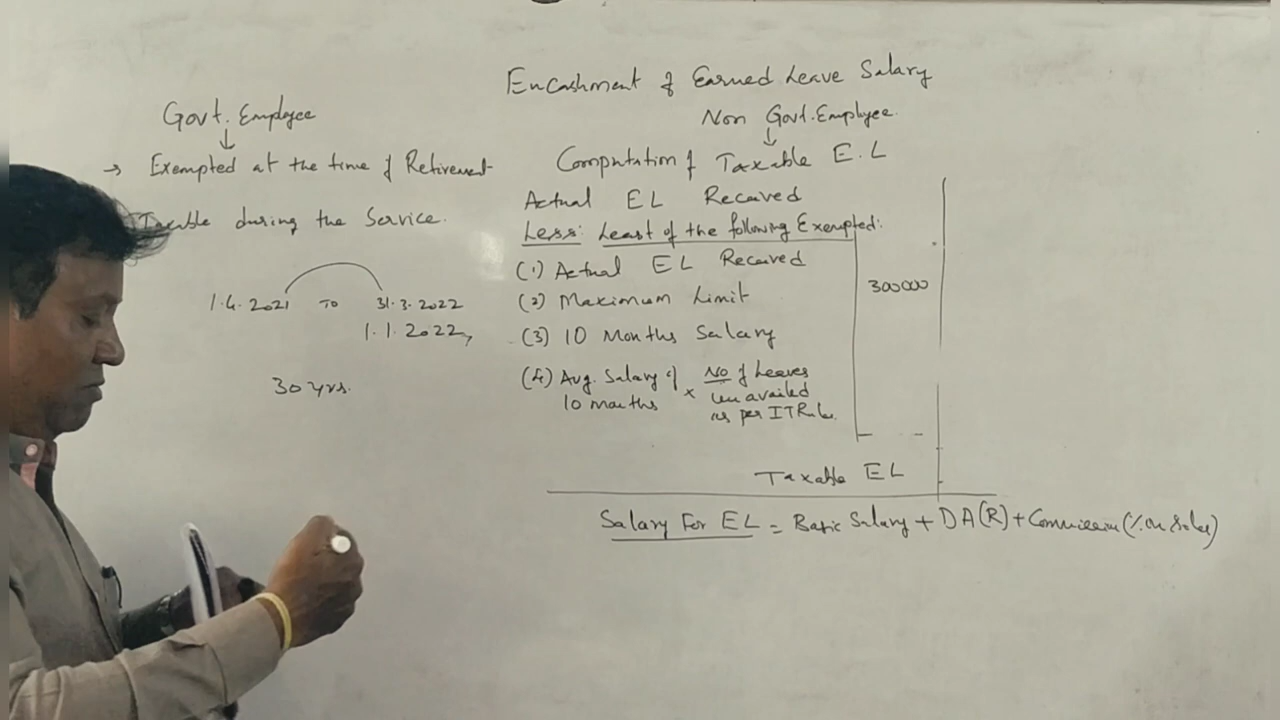 Encashment of Earned Leave Salary
Govt. Employee
→ Exempted at the time of Retirement
Taxable during the Service.
1.4.2021 TO 31.3.2022
1.1.2022,
30 yrs.
Non Govt. Employee.
Computation of Taxable E.L
Actual EL Received
Less: Least of the following Exempted:
(1) Actual EL Received
(2) Maximum Limit 300000
(3) 10 Months Salary
(4) Avg. Salary of 10 months × No of Leaves unavailed as per IT Rule.
Taxable EL
Salary For EL = Basic Salary + DA(R) + Commission (% on Sales)